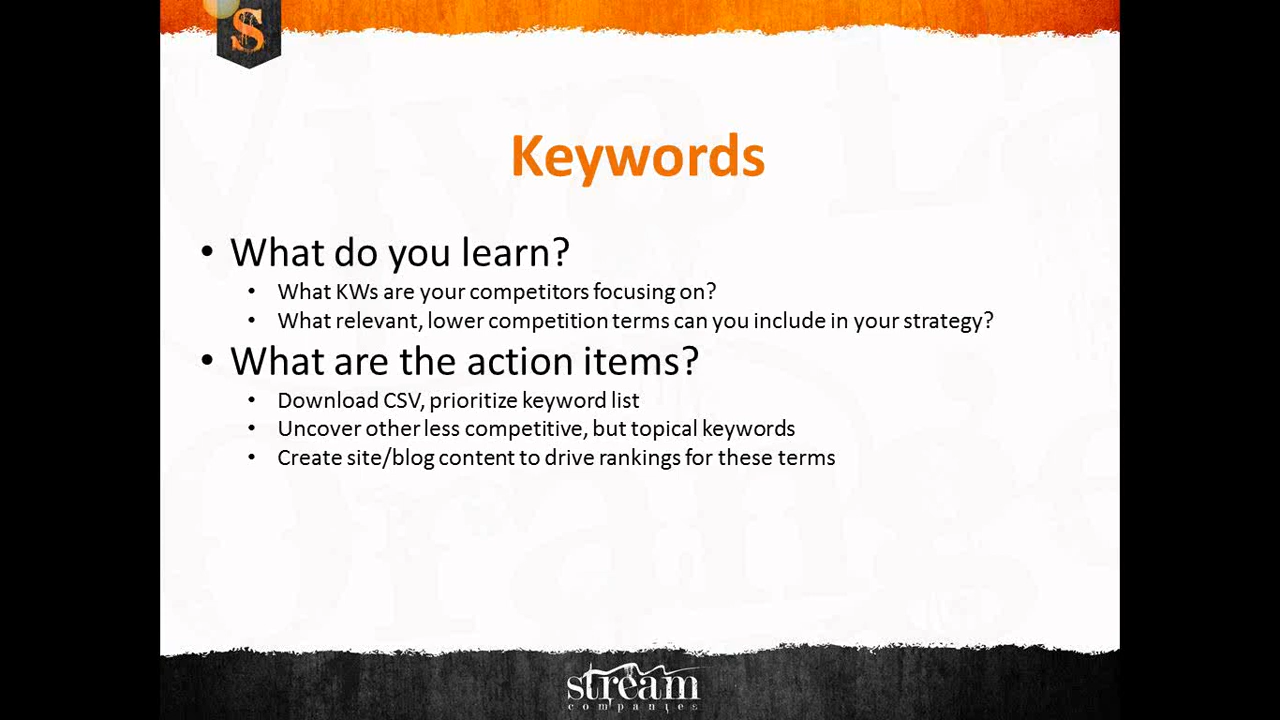 S
Keywords
• What do you learn?
• What KWs are your competitors focusing on?
• What relevant, lower competition terms can you include in your strategy?
• What are the action items?
• Download CSV, prioritize keyword list
• Uncover other less competitive, but topical keywords
• Create site/blog content to drive rankings for these terms
stream
companies